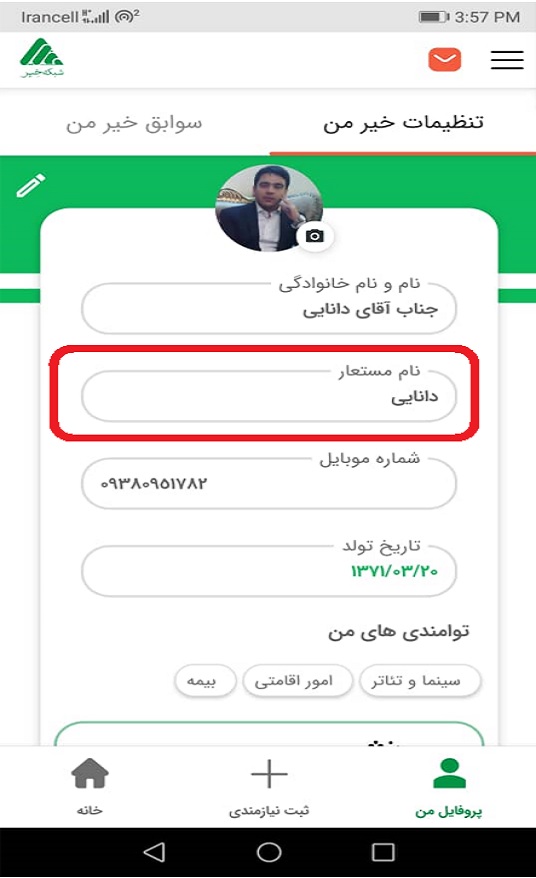 Irancell 3:57 PM
شبکه خیر
تنظیمات خیر من
سوابق خیر من
نام و نام خانوادگی
جناب آقای دانایی
نام مستعار
دانایی
شماره موبایل
۰۹۳۸۰۹۵۱۷۸۲
تاریخ تولد
۱۳۷۱/۰۳/۲۰
توامندی های من
سینما و تئاتر
امور اقامتی
بیمه
پروفایل من
ثبت نیازمندی
خانه